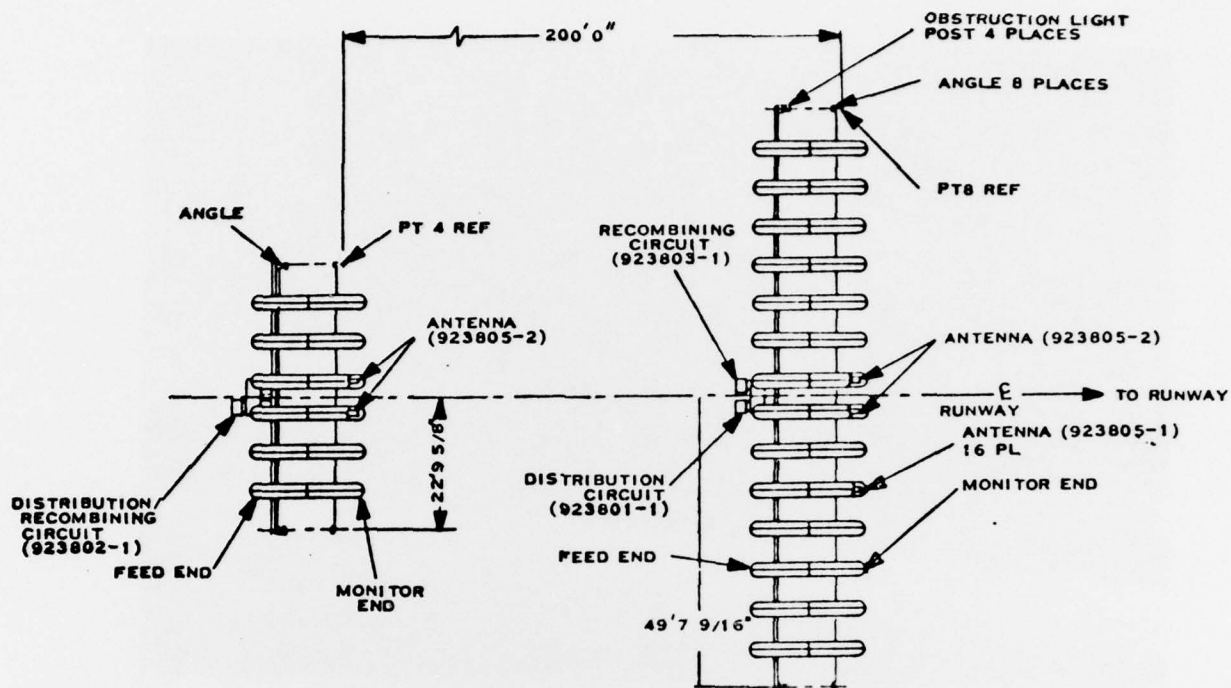 200'0"
OBSTRUCTION LIGHT
POST 4 PLACES
ANGLE 8 PLACES
PT8 REF
ANGLE
PT 4 REF
RECOMBINING
CIRCUIT
(923803-1)
ANTENNA
(923805-2)
ANTENNA (923805-2)
℄
RUNWAY
TO RUNWAY
ANTENNA (923805-1)
16 PL
22'9 5/8"
DISTRIBUTION
RECOMBINING
CIRCUIT
(923802-1)
DISTRIBUTION
CIRCUIT
(923801-1)
MONITOR END
FEED END
MONITOR
END
FEED END
49'7 9/16"